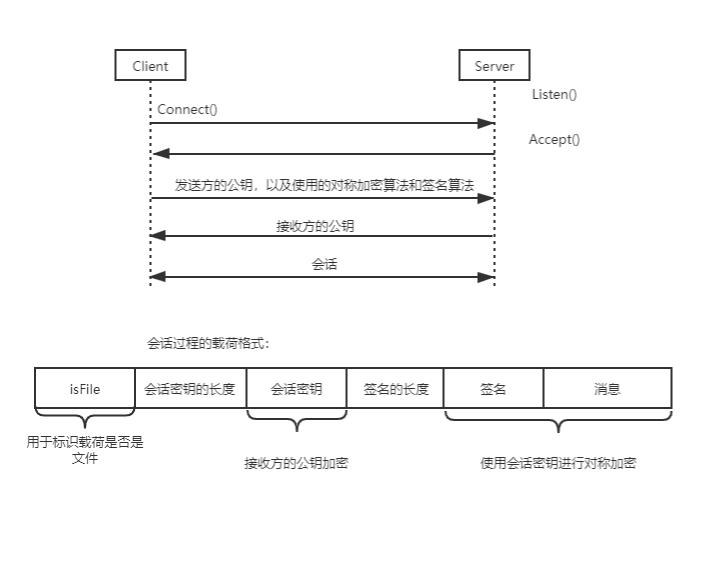 Client
Server
Listen()
Connect()
Accept()
发送方的公钥，以及使用的对称加密算法和签名算法
接收方的公钥
会话
会话过程的载荷格式：
isFile
会话密钥的长度
会话密钥
签名的长度
签名
消息
用于标识载荷是否是
文件
接收方的公钥加密
使用会话密钥进行对称加密